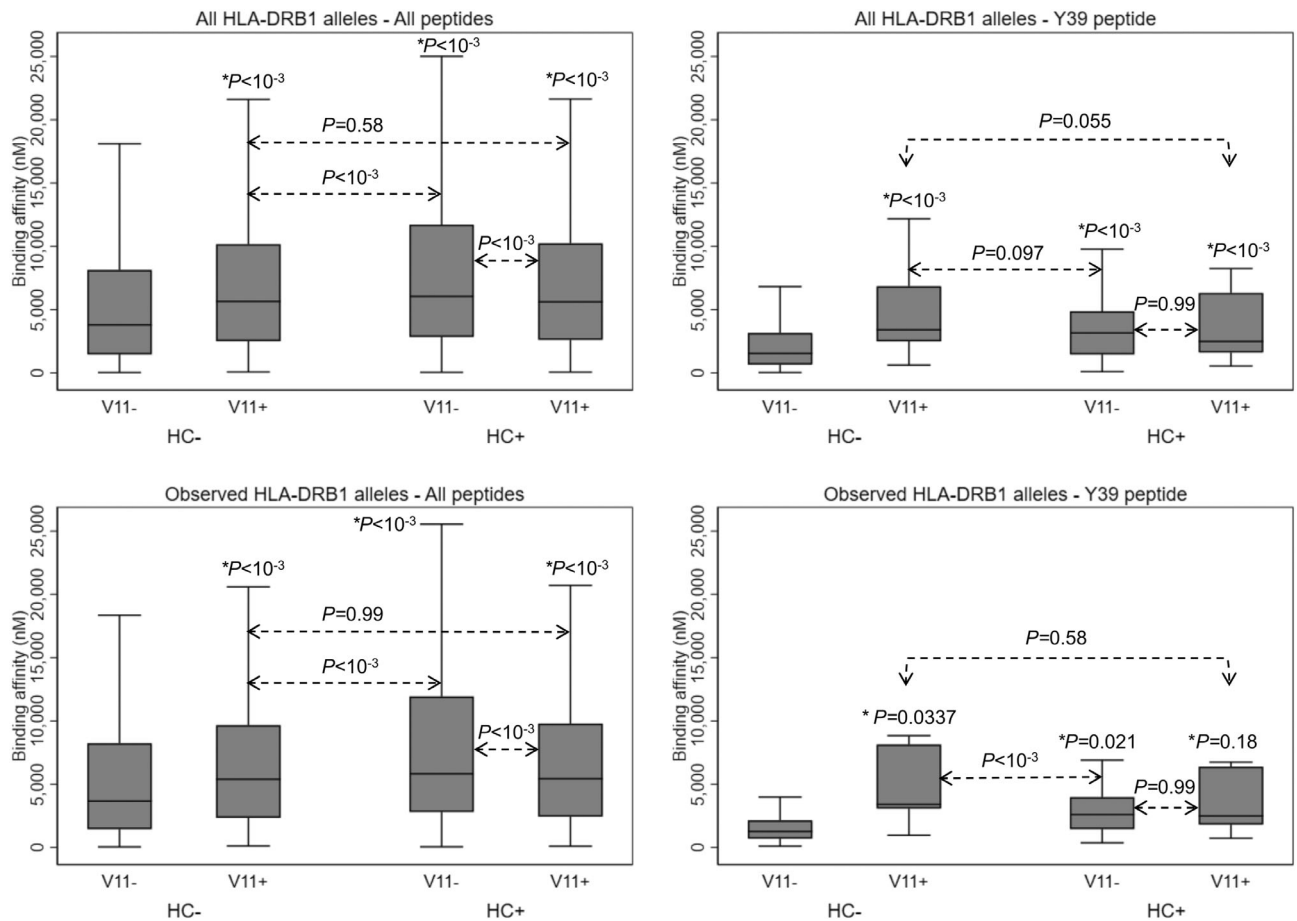 All HLA-DRB1 alleles - All peptides
Binding affinity (nM)
25,000
20,000
15,000
10,000
5,000
0
*P<10-3
*P<10-3
*P<10-3
P=0.58
P<10-3
P<10-3
V11- V11+ V11- V11+
HC- HC+
All HLA-DRB1 alleles - Y39 peptide
Binding affinity (nM)
25,000
20,000
15,000
10,000
5,000
0
P=0.055
*P<10-3
*P<10-3
*P<10-3
P=0.097
P=0.99
V11- V11+ V11- V11+
HC- HC+
Observed HLA-DRB1 alleles - All peptides
Binding affinity (nM)
25,000
20,000
15,000
10,000
5,000
0
*P<10-3
*P<10-3
*P<10-3
P=0.99
P<10-3
P<10-3
V11- V11+ V11- V11+
HC- HC+
Observed HLA-DRB1 alleles - Y39 peptide
Binding affinity (nM)
25,000
20,000
15,000
10,000
5,000
0
P=0.58
* P=0.0337
*P=0.021
*P=0.18
P<10-3
P=0.99
V11- V11+ V11- V11+
HC- HC+